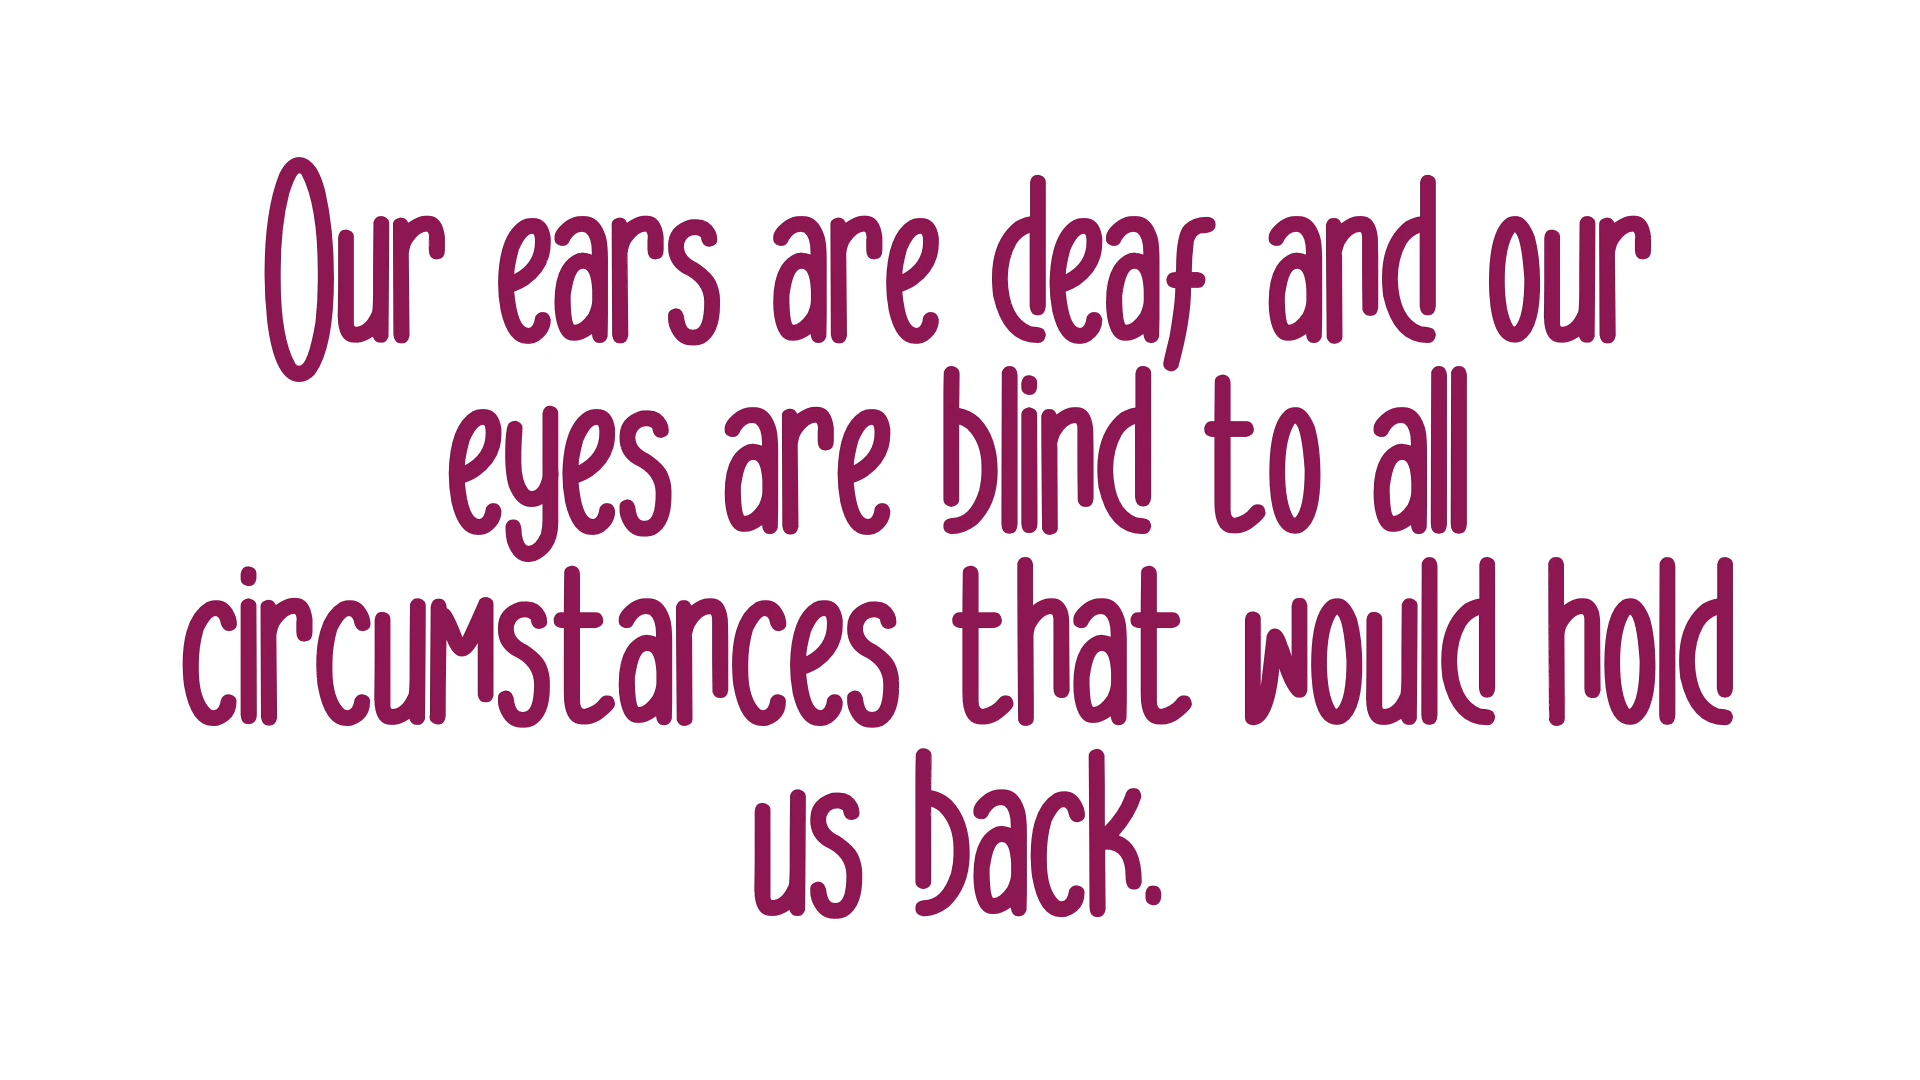 Our ears are deaf and our
eyes are blind to all
circumstances that would hold
us back.